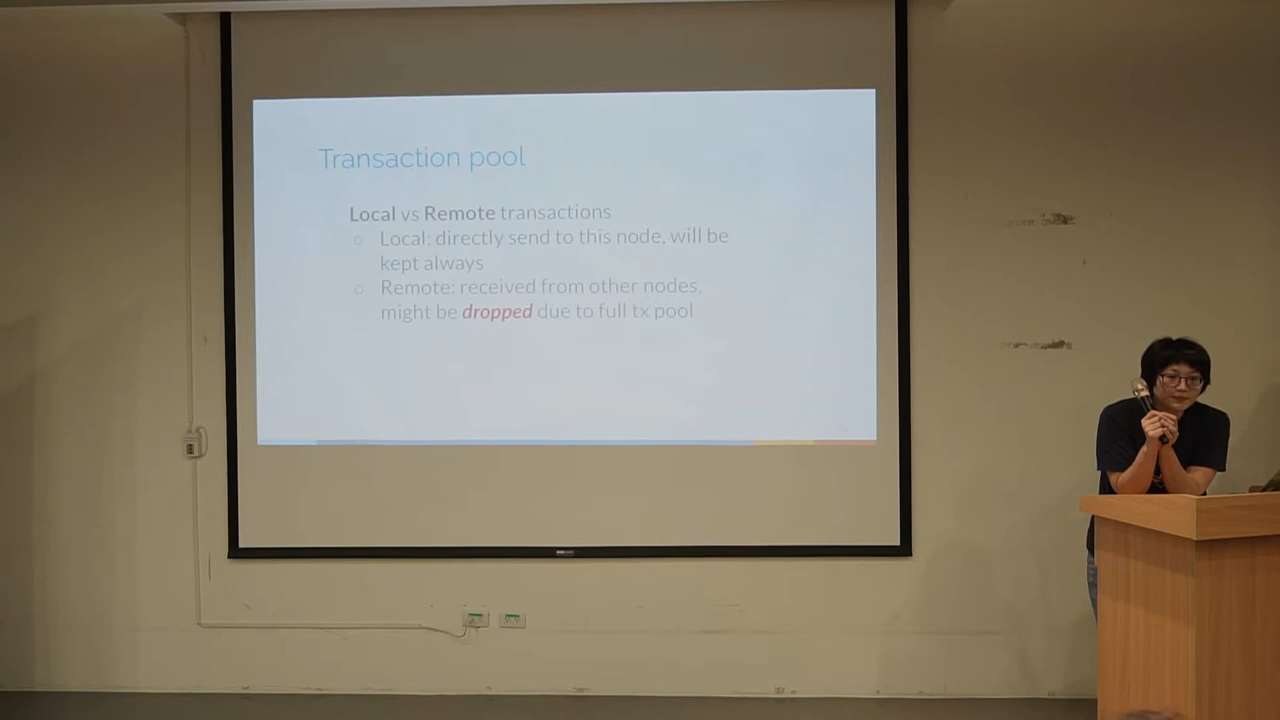 Transaction pool
Local vs Remote transactions
○ Local: directly send to this node, will be
kept always
○ Remote: received from other nodes,
might be dropped due to full tx pool